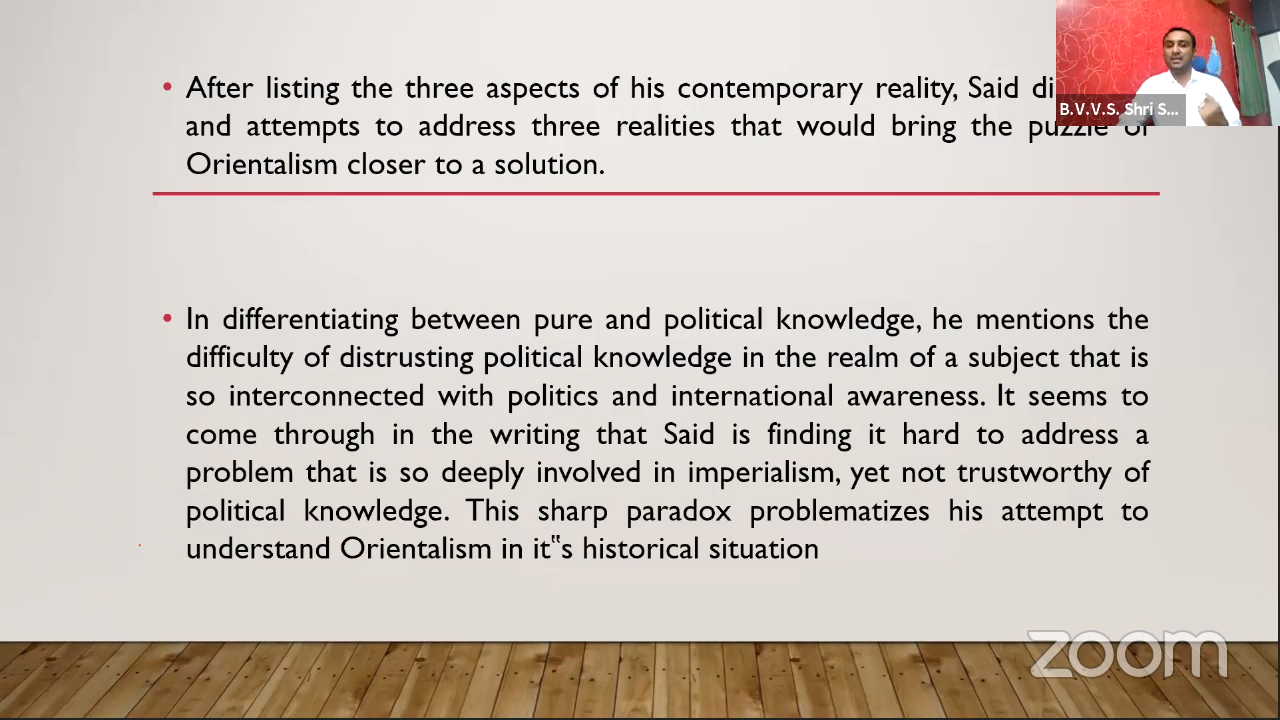 After listing the three aspects of his contemporary reality, Said
and attempts to address three realities that would bring the puzzle of
Orientalism closer to a solution.
In differentiating between pure and political knowledge, he mentions the
difficulty of distrusting political knowledge in the realm of a subject that is
so interconnected with politics and international awareness. It seems to
come through in the writing that Said is finding it hard to address a
problem that is so deeply involved in imperialism, yet not trustworthy of
political knowledge. This sharp paradox problematizes his attempt to
understand Orientalism in it‟s historical situation
B.V.V.S. Shri S...
zoom